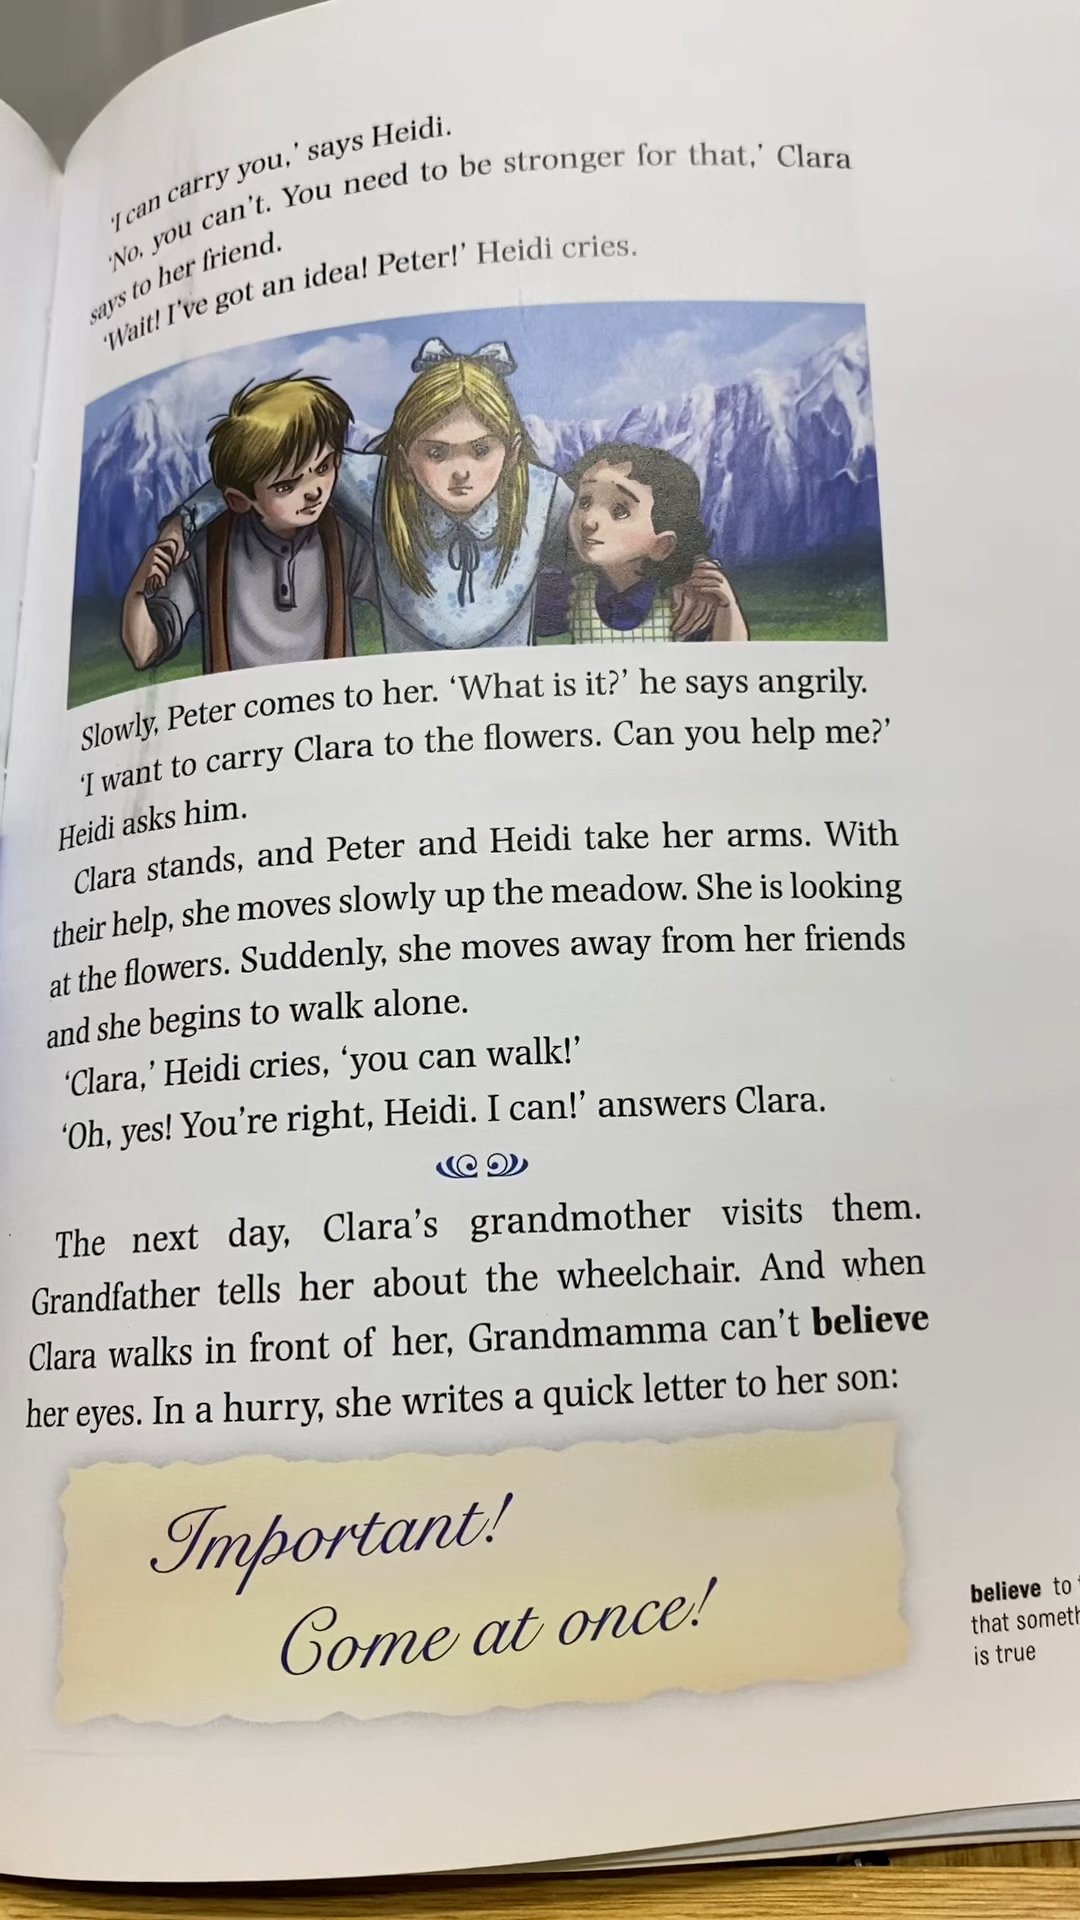 ‘I can carry you,’ says Heidi.
‘No, you can’t. You need to be stronger for that,’ Clara
says to her friend.
‘Wait! I’ve got an idea! Peter!’ Heidi cries.
Slowly, Peter comes to her. ‘What is it?’ he says angrily.
‘I want to carry Clara to the flowers. Can you help me?’
Heidi asks him.
Clara stands, and Peter and Heidi take her arms. With
their help, she moves slowly up the meadow. She is looking
at the flowers. Suddenly, she moves away from her friends
and she begins to walk alone.
‘Clara,’ Heidi cries, ‘you can walk!’
‘Oh, yes! You’re right, Heidi. I can!’ answers Clara.
The next day, Clara’s grandmother visits them.
Grandfather tells her about the wheelchair. And when
Clara walks in front of her, Grandmamma can’t believe
her eyes. In a hurry, she writes a quick letter to her son:
Important!
Come at once!
believe to
that
is true